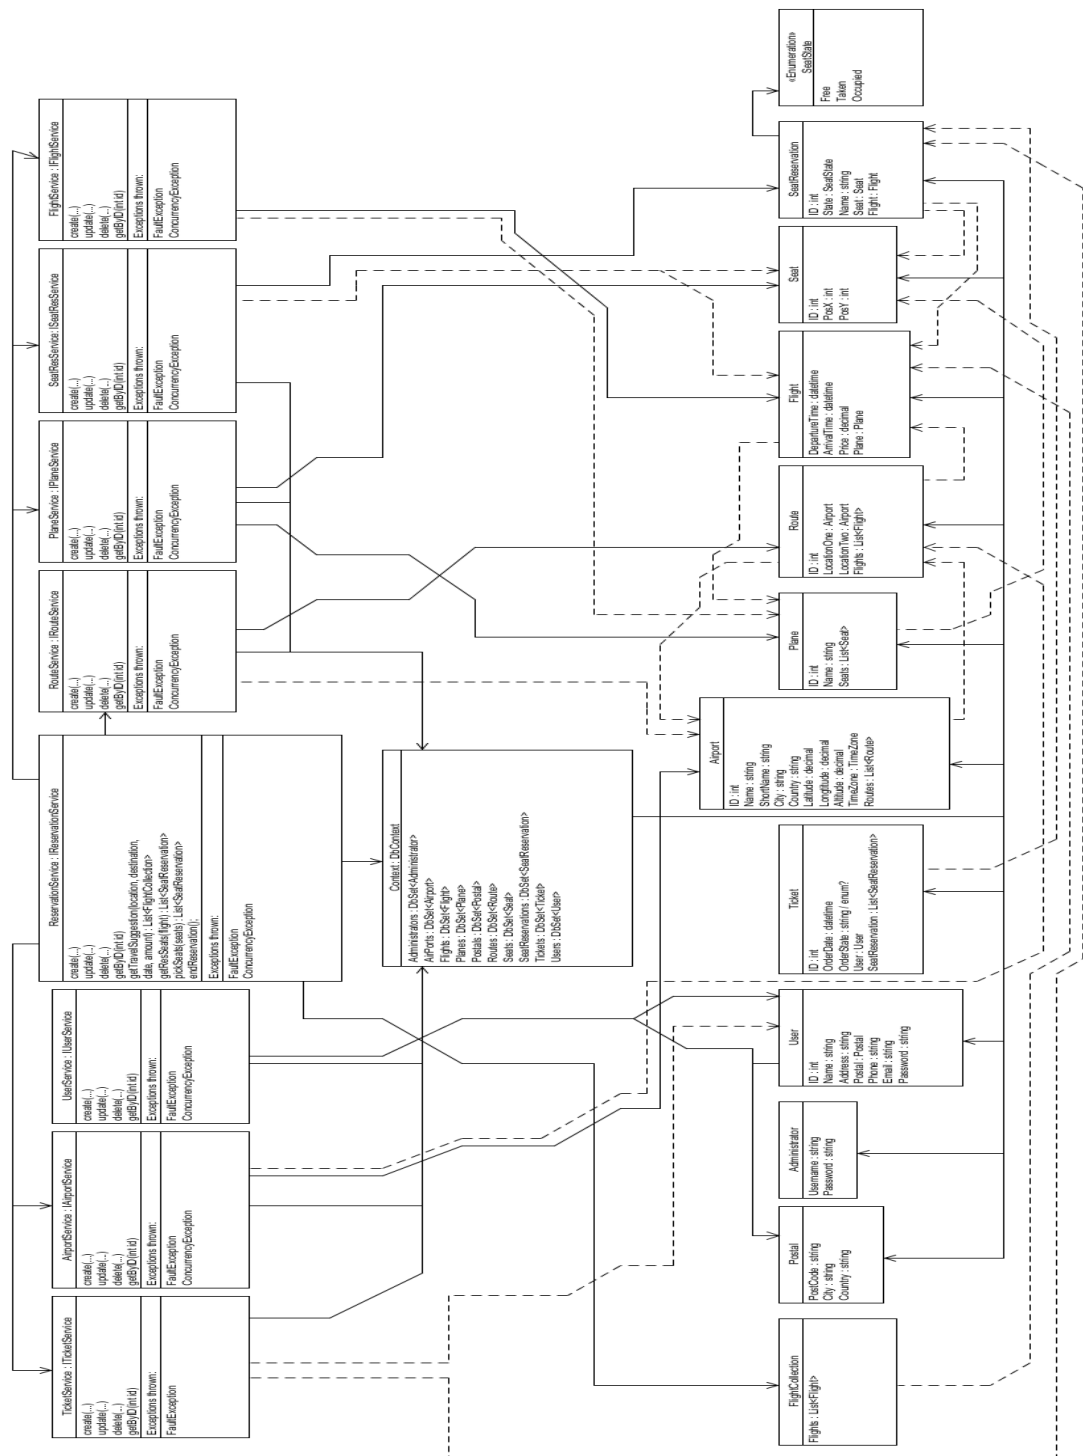 TicketService : ITicketService
create(...)
update(...)
delete(...)
getByID(int id)
Exceptions thrown:
FaultException
ConcurrencyException
AirportService : IAirportService
create(...)
update(...)
delete(...)
getByID(int id)
Exceptions thrown:
FaultException
ConcurrencyException
UserService : IUserService
create(...)
update(...)
delete(...)
getByID(int id)
Exceptions thrown:
FaultException
ConcurrencyException
ReservationService : IReservationService
create(...)
update(...)
delete(...)
getByID(int id)
getTravelSuggestion(location, destination,
date, amount) : List<FlightCollection>
getResSeats(flight) : List<SeatReservation>
pickSeats(seats) : List<SeatReservation>
endReservation();
Exceptions thrown:
FaultException
ConcurrencyException
RouteService : IRouteService
create(...)
update(...)
delete(...)
getByID(int id)
Exceptions thrown:
FaultException
ConcurrencyException
PlaneService : IPlaneService
create(...)
update(...)
delete(...)
getByID(int id)
Exceptions thrown:
FaultException
ConcurrencyException
SeatResService: ISeatResService
create(...)
update(...)
delete(...)
getByID(int id)
Exceptions thrown:
FaultException
ConcurrencyException
FlightService : IFlightService
create(...)
update(...)
delete(...)
getByID(int id)
Exceptions thrown:
FaultException
ConcurrencyException
Context : DbContext
Administrators : DbSet<Administrator>
AirPorts : DbSet<Airport>
Flights : DbSet<Flight>
Planes : DbSet<Plane>
Postals : DbSet<Postal>
Routes : DbSet<Route>
Seats : DbSet<Seat>
SeatReservations : DbSet<SeatReservation>
Tickets : DbSet<Ticket>
Users : DbSet<User>
FlightCollection
Flights : List<Flight>
Postal
PostCode : string
City : string
Country : string
Administrator
Username : string
Password : string
User
ID : int
Name : string
Address : string
Postal : Postal
Phone : string
Email : string
Password : string
Ticket
ID : int
OrderDate : datetime
OrderState : string / enum?
User : User
SeatReservation : List<SeatReservation>
Airport
ID : int
Name : string
ShortName : string
City : string
Country : string
Latitude : decimal
Longtitude : decimal
Altitude : decimal
TimeZone : TimeZone
Routes : List<Route>
Plane
ID : int
Name : string
Seats : List<Seat>
Route
ID : int
LocationOne : Airport
LocationTwo : Airport
Flights : List<Flight>
Flight
DepartureTime : datetime
ArrivalTime : datetime
Price : decimal
Plane : Plane
Seat
ID : int
PosX : int
PosY : int
SeatReservation
ID : int
State : SeatState
Name : string
Seat : Seat
Flight : Flight
«Enumeration»
SeatState
Free
Taken
Occupied